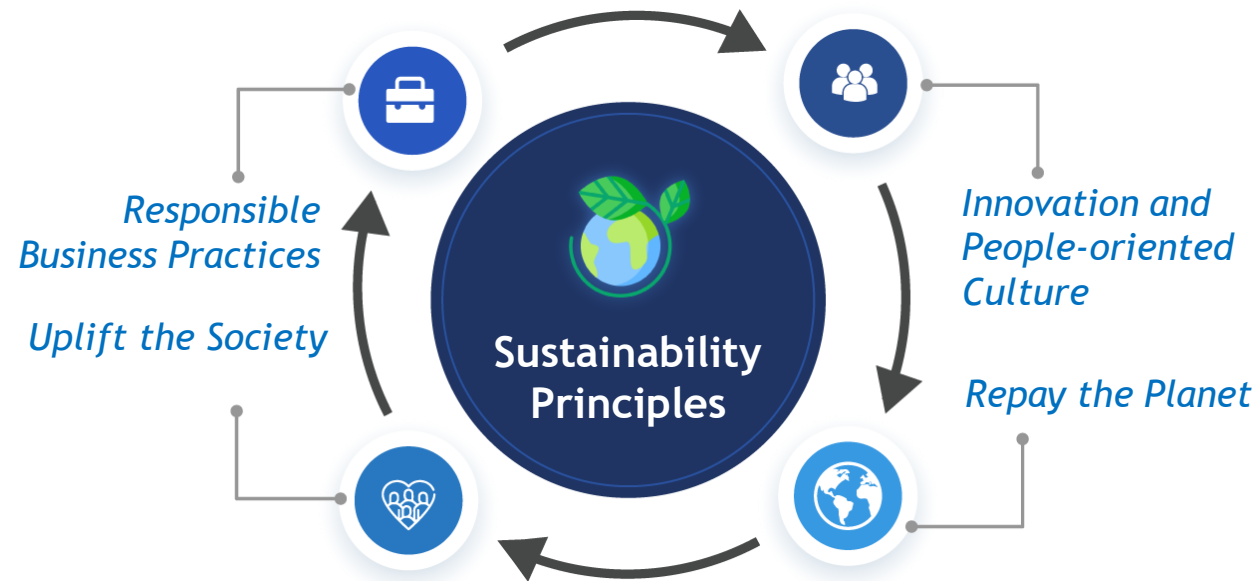 Responsible
Business Practices
Uplift the Society
Sustainability
Principles
Innovation and
People-oriented
Culture
Repay the Planet